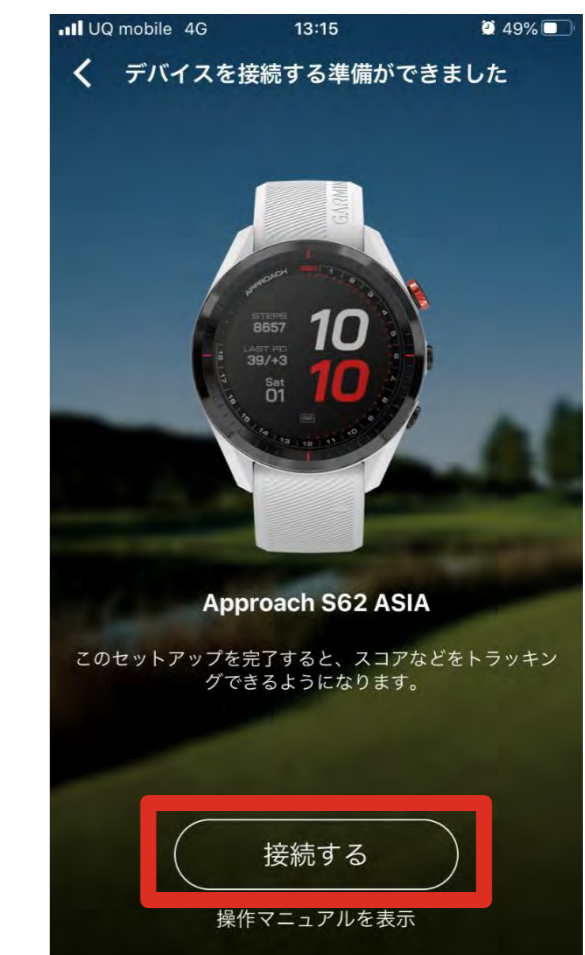 UQ mobile 4G 13:15 49%
デバイスを接続する準備ができました
GARMIN
APPROACH
STEPS
8657
LAST RD
39/+3
Sat
01
10
10
Approach S62 ASIA
このセットアップを完了すると、スコアなどをトラッキン
グできるようになります。
接続する
操作マニュアルを表示